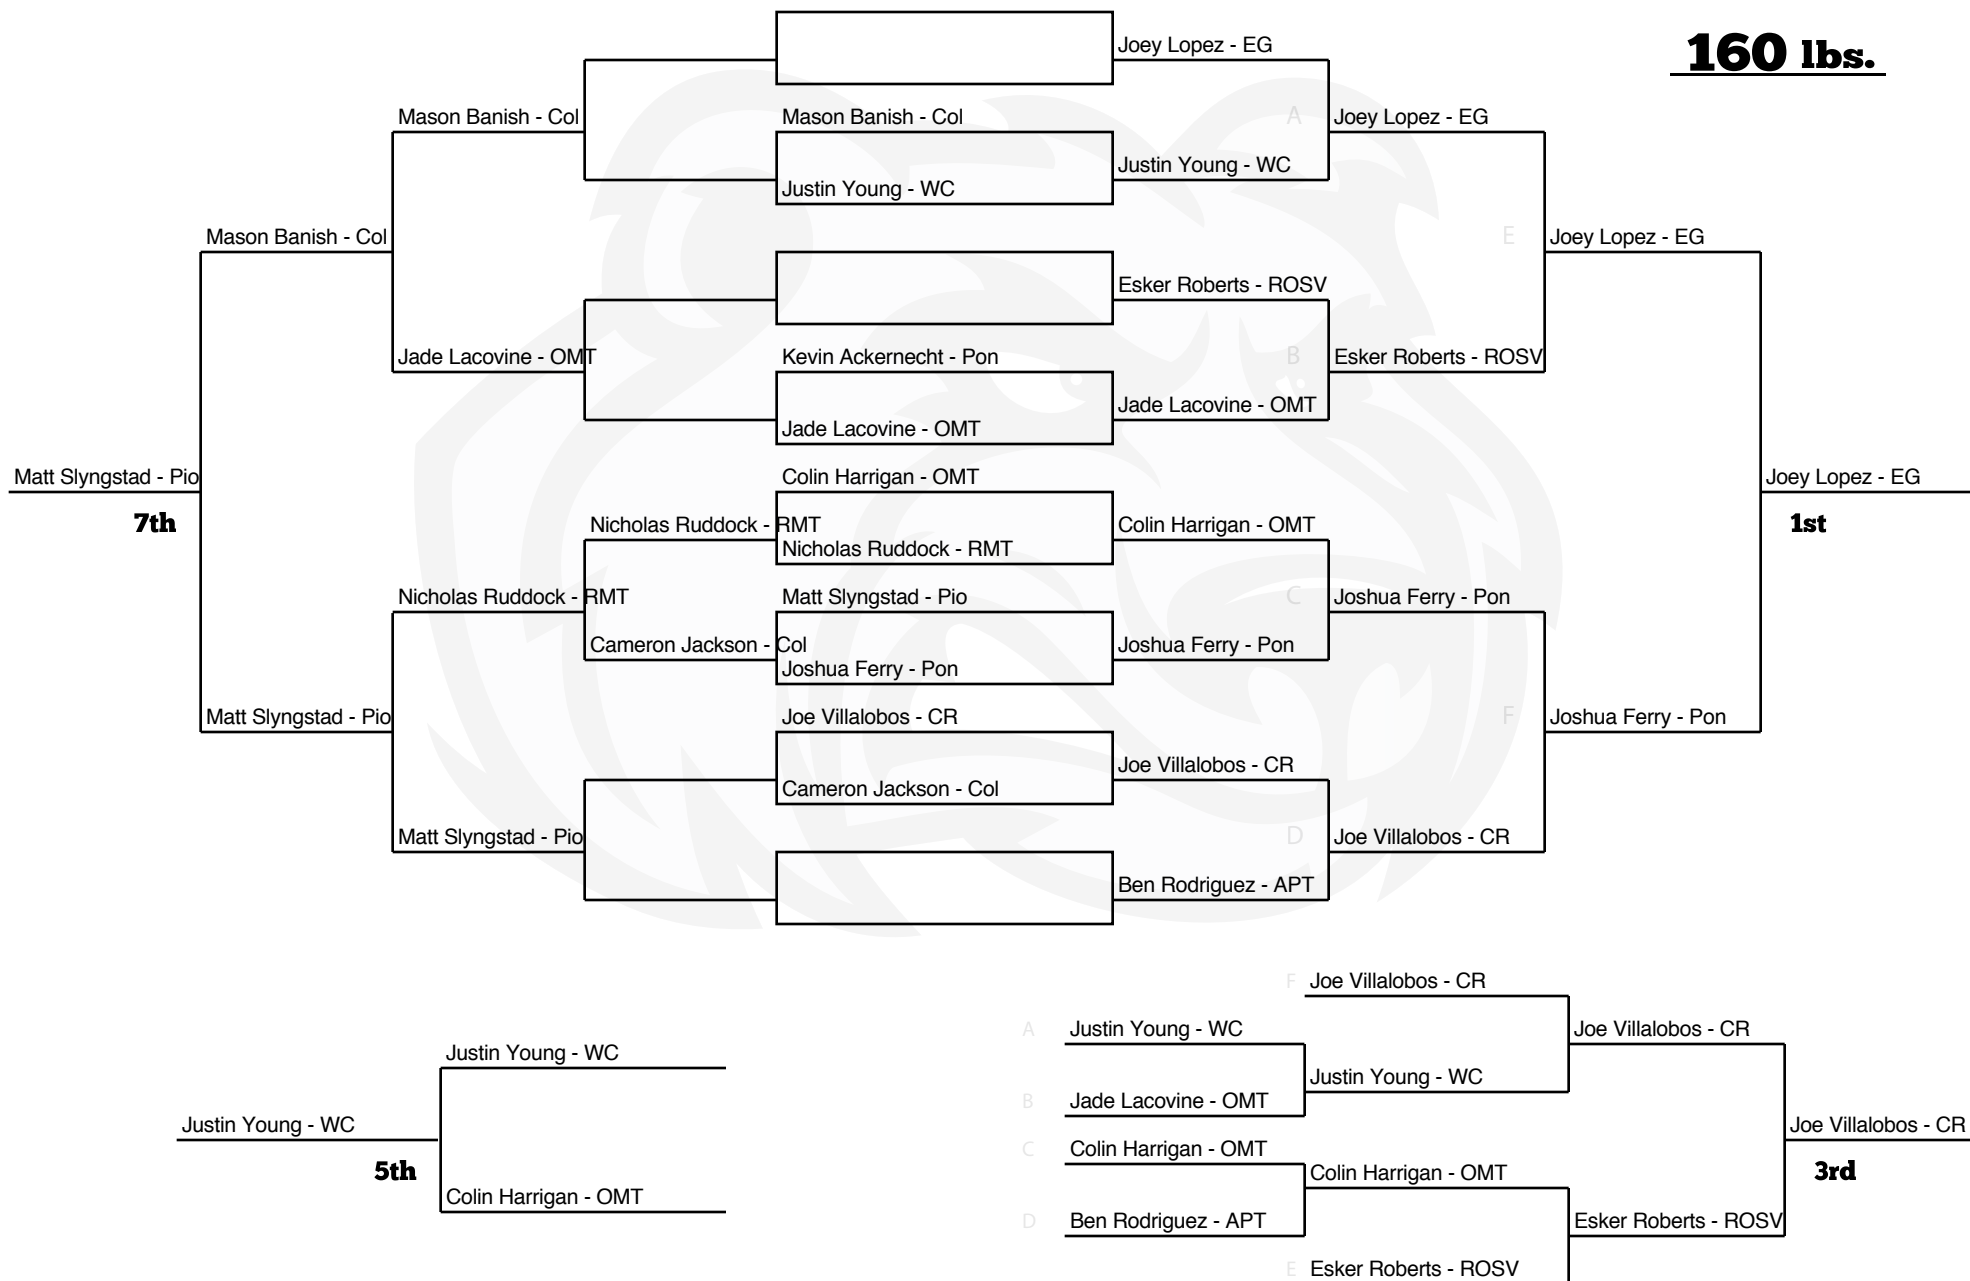 160 lbs.
Joey Lopez - EG
Mason Banish - Col
Mason Banish - Col
A
Joey Lopez - EG
Justin Young - WC
Justin Young - WC
Mason Banish - Col
E
Joey Lopez - EG
Esker Roberts - ROSV
Jade Lacovine - OMT
Kevin Ackernecht - Pon
B
Esker Roberts - ROSV
Jade Lacovine - OMT
Jade Lacovine - OMT
Matt Slyngstad - Pio
Colin Harrigan - OMT
Joey Lopez - EG
7th
Nicholas Ruddock - RMT
Colin Harrigan - OMT
1st
Nicholas Ruddock - RMT
Nicholas Ruddock - RMT
Matt Slyngstad - Pio
C
Joshua Ferry - Pon
Cameron Jackson - Col
Joshua Ferry - Pon
Joshua Ferry - Pon
Matt Slyngstad - Pio
Joe Villalobos - CR
F
Joshua Ferry - Pon
Joe Villalobos - CR
Cameron Jackson - Col
Matt Slyngstad - Pio
D
Joe Villalobos - CR
Ben Rodriguez - APT
F
Joe Villalobos - CR
A
Justin Young - WC
Joe Villalobos - CR
Justin Young - WC
Justin Young - WC
B
Jade Lacovine - OMT
Justin Young - WC
Joe Villalobos - CR
5th
C
Colin Harrigan - OMT
Colin Harrigan - OMT
3rd
Colin Harrigan - OMT
D
Ben Rodriguez - APT
Esker Roberts - ROSV
E
Esker Roberts - ROSV